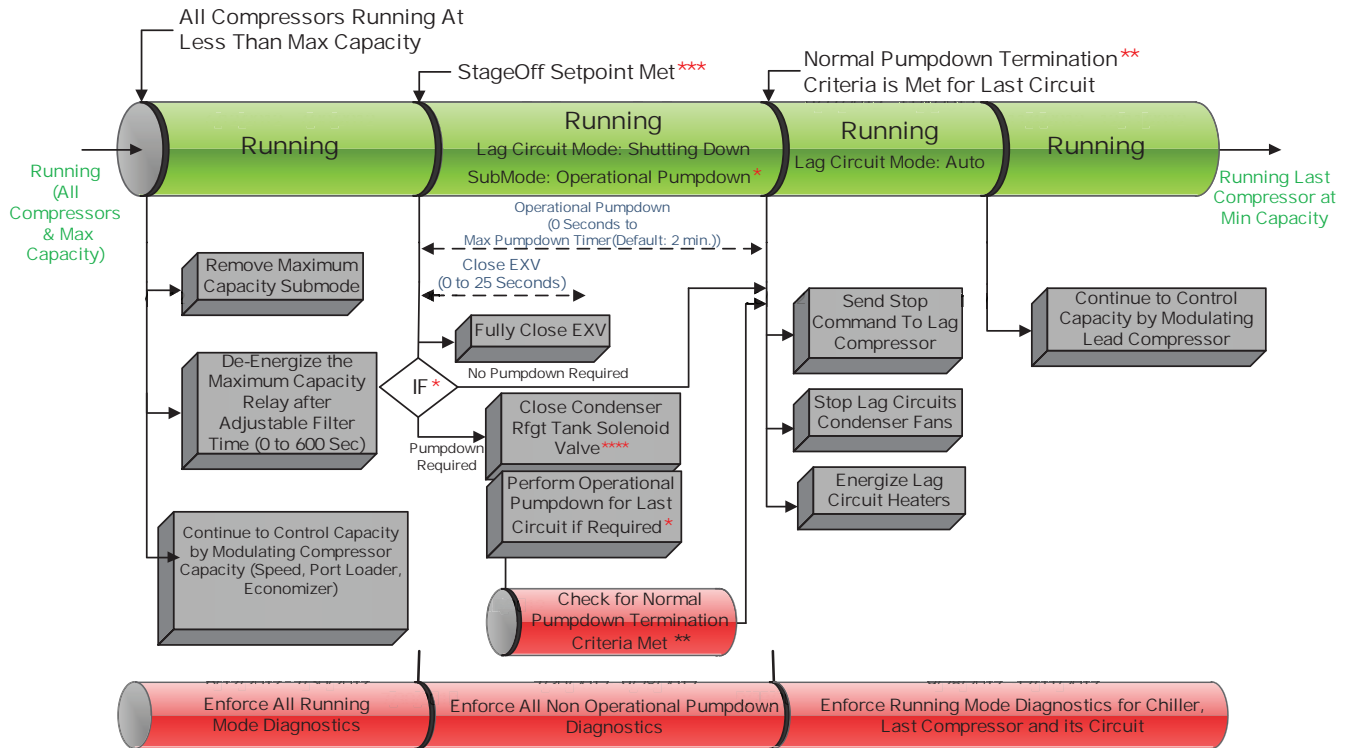 All Compressors Running At
Less Than Max Capacity
StageOff Setpoint Met***
Normal Pumpdown Termination**
Criteria is Met for Last Circuit
Running
(All
Compressors
& Max
Capacity)
Running
Running
Lag Circuit Mode: Shutting Down
SubMode: Operational Pumpdown*
Running
Lag Circuit Mode: Auto
Running
Running Last
Compressor at
Min Capacity
Operational Pumpdown
(0 Seconds to
Max Pumpdown Timer(Default: 2 min.))
Close EXV
(0 to 25 Seconds)
Remove Maximum
Capacity Submode
De-Energize the
Maximum Capacity
Relay after
Adjustable Filter
Time (0 to 600 Sec)
Continue to Control Capacity
by Modulating Compressor
Capacity (Speed, Port Loader,
Economizer)
Fully Close EXV
IF *
No Pumpdown Required
Pumpdown
Required
Close Condenser
Rfgt Tank Solenoid
Valve****
Perform Operational
Pumpdown for Last
Circuit if Required*
Check for Normal
Pumpdown Termination
Criteria Met **
Send Stop
Command To Lag
Compressor
Stop Lag Circuits
Condenser Fans
Energize Lag
Circuit Heaters
Continue to Control
Capacity by Modulating
Lead Compressor
Enforce All Running
Mode Diagnostics
Enforce All Non Operational Pumpdown
Diagnostics
Enforce Running Mode Diagnostics for Chiller,
Last Compressor and its Circuit